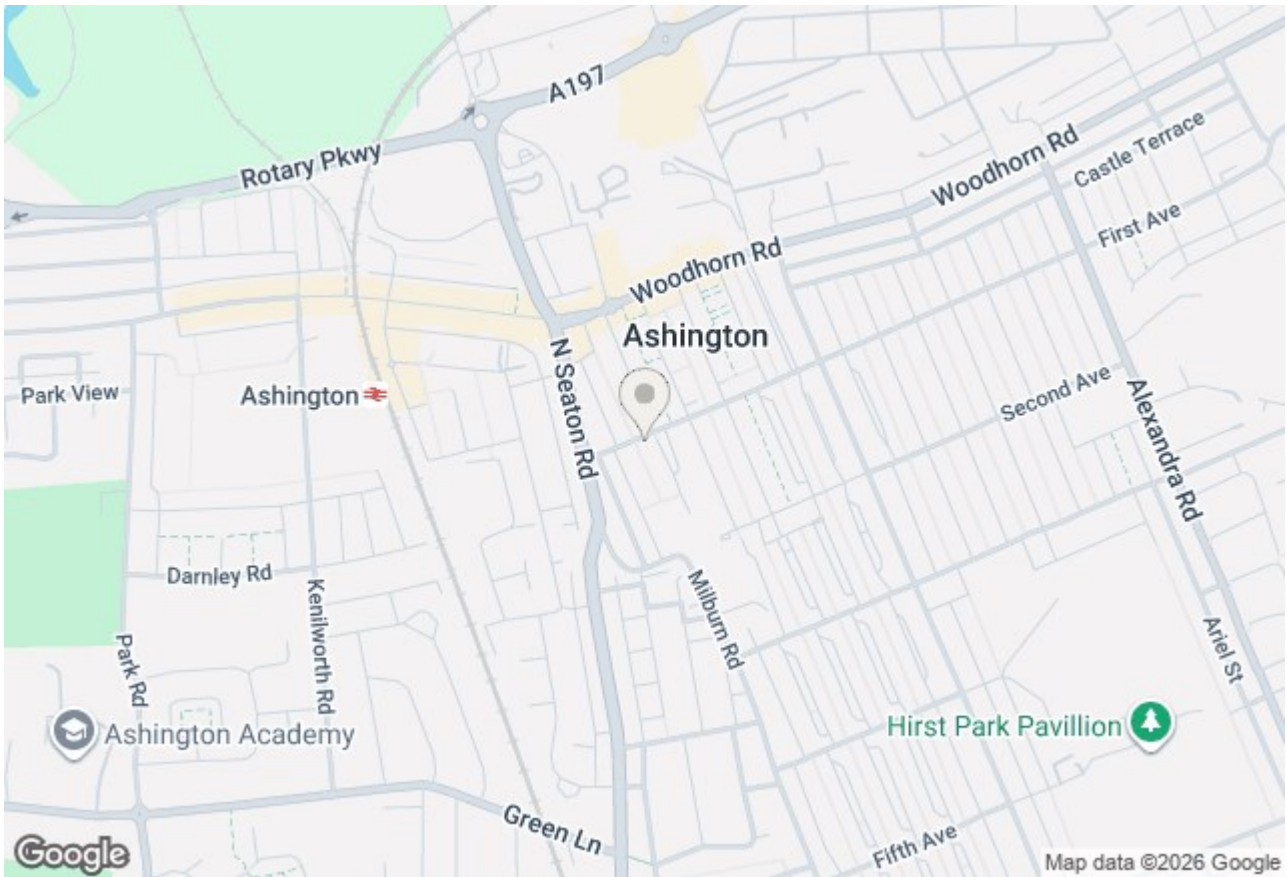 A197
Rotary Pkwy
Woodhorn Rd
Castle Terrace
First Ave
Woodhorn Rd
Ashington
N Seaton Rd
Park View
Ashington
Second Ave
Alexandra Rd
Darnley Rd
Kenilworth Rd
Milburn Rd
Ariel St
Park Rd
Ashington Academy
Hirst Park Pavillion
Green Ln
Fifth Ave
Google
Map data ©2026 Google